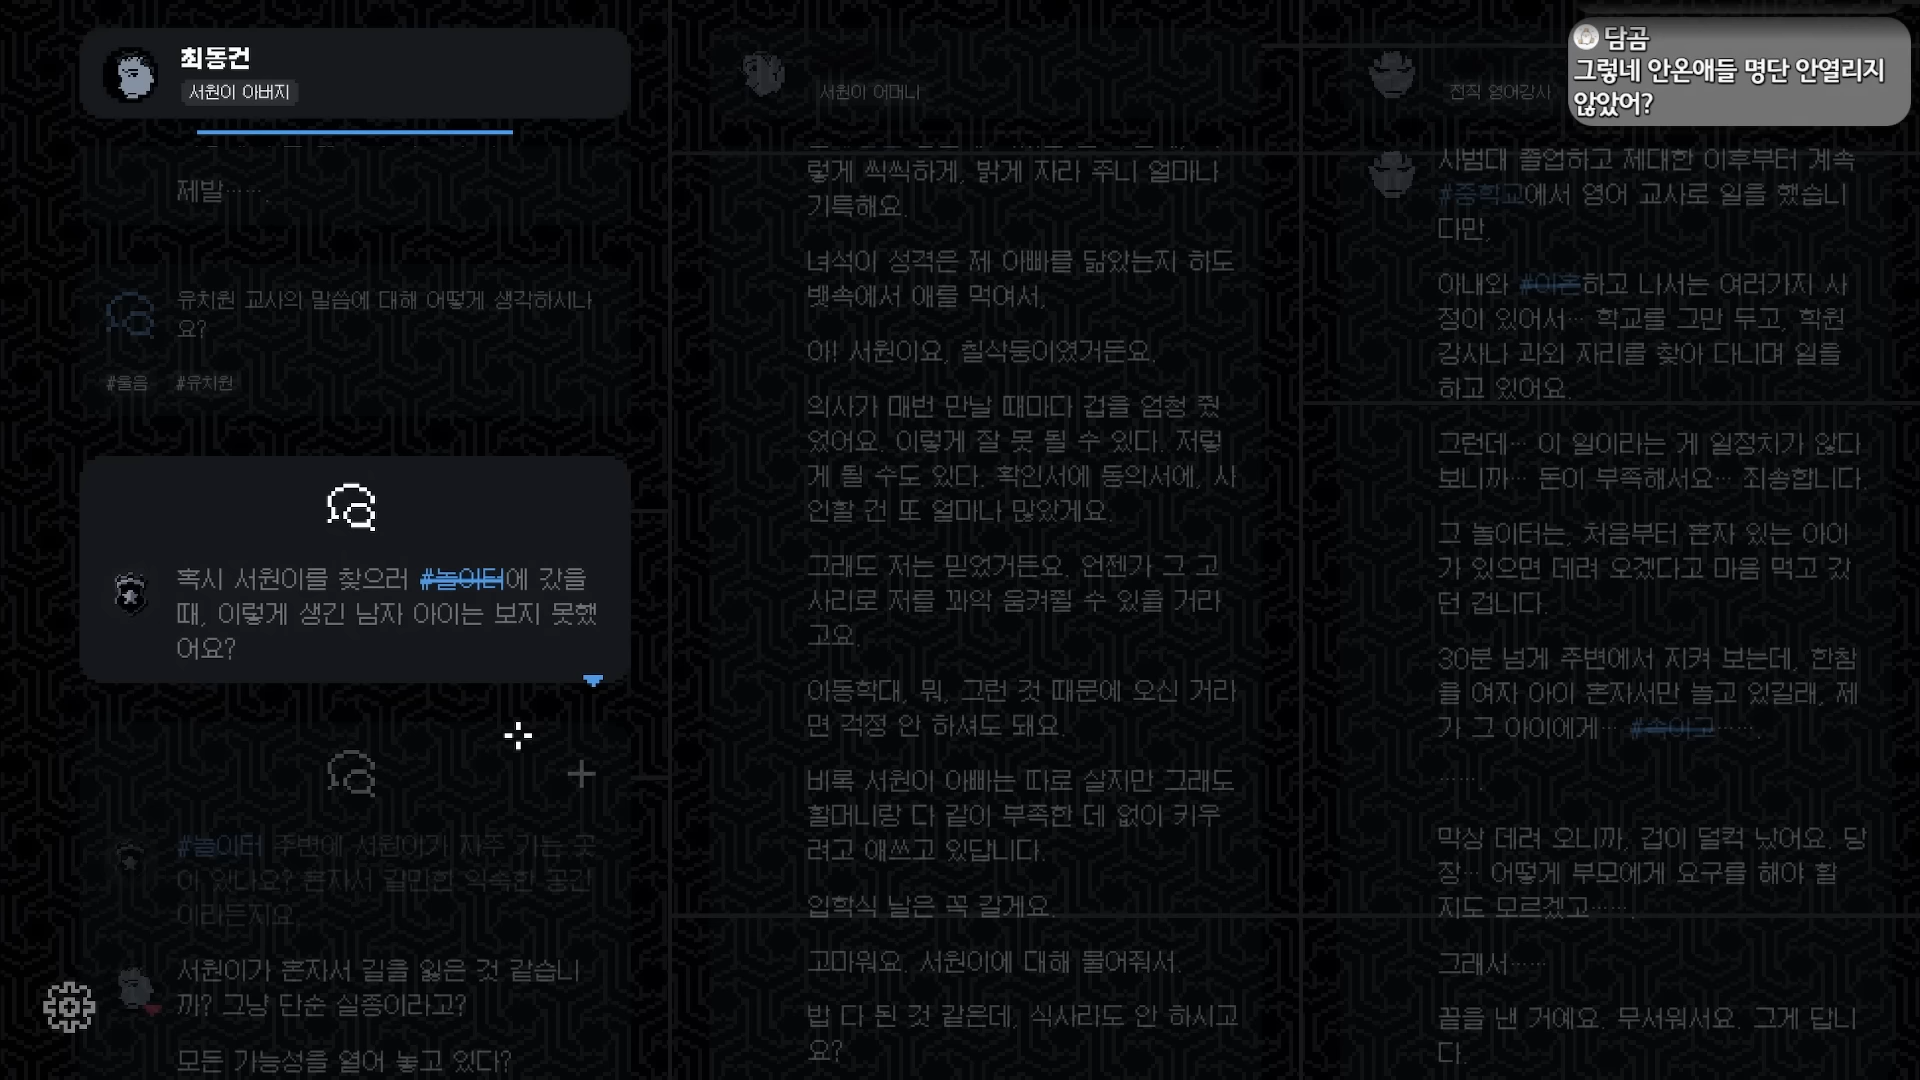 최동건
서원이 아버지
제발…….
유치원 교사의 말씀에 대해 어떻게 생각하시나
요?
#울음 #유치원
혹시 서원이를 찾으러 #놀이터에 갔을
때, 이렇게 생긴 남자 아이는 보지 못했
어요?
#놀이터 주변에 서원이가 자주 가는 곳
이 있나요? 혼자서 갈만한 익숙한 공간
이라든지요.
서원이가 혼자서 길을 잃은 것 같습니
까? 그냥 단순 실종이라고?
모든 가능성을 열어 놓고 있다?
서원이 어머니
렇게 씩씩하게, 밝게 자라 주니 얼마나
기특해요.
녀석이 성격은 제 아빠를 닮았는지 하도
뱃속에서 애를 먹여서,
아! 서원이요, 칠삭둥이였거든요.
의사가 매번 만날 때마다 겁을 엄청 줬
었어요. 이렇게 잘 못 될 수 있다. 저렇
게 될 수도 있다. 확인서에 동의서에, 사
인할 건 또 얼마나 많았게요.
그래도 저는 믿었거든요. 언젠가 그 고
사리로 저를 꽈악 움켜쥘 수 있을 거라
고요.
아동학대, 뭐, 그런 것 때문에 오신 거라
면 걱정 안 하셔도 돼요.
비록 서원이 아빠는 따로 살지만 그래도
할머니랑 다 같이 부족한 데 없이 키우
려고 애쓰고 있답니다.
입학식 날은 꼭 갈게요.
고마워요. 서원이에 대해 물어줘서.
밥 다 된 것 같은데, 식사라도 안 하시고
요?
전직 영어강사
사범대 졸업하고 제대한 이후부터 계속
#중학교에서 영어 교사로 일을 했습니
다만,
아내와 #이혼하고 나서는 여러가지 사
정이 있어서… 학교를 그만 두고, 학원
강사나 과외 자리를 찾아 다니며 일을
하고 있어요.
그런데… 이 일이라는 게 일정치가 않다
보니까… 돈이 부족해서요… 죄송합니다.
그 놀이터는, 처음부터 혼자 있는 아이
가 있으면 데려 오겠다고 마음 먹고 갔
던 겁니다.
30분 넘게 주변에서 지켜 보는데, 한참
을 여자 아이 혼자서만 놀고 있길래, 제
가 그 아이에게… #속이고…….
…….
막상 데려 오니까, 겁이 덜컥 났어요. 당
장… 어떻게 부모에게 요구를 해야 할
지도 모르겠고…….
그래서……
끝을 낸 거예요. 무서워서요. 그게 답니
다.
담곰
그렇네 안온애들 명단 안열리지
않았어?